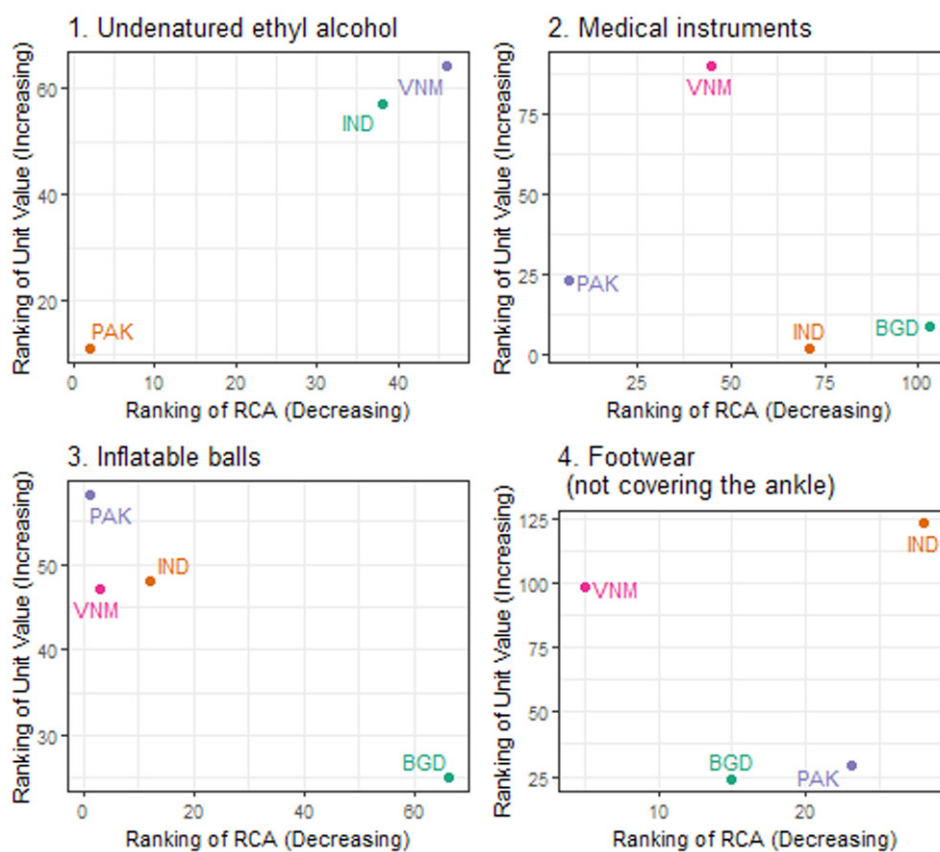 1. Undenatured ethyl alcohol
Ranking of Unit Value (Increasing)
60
40
20
VNM
IND
PAK
0 10 20 30 40
Ranking of RCA (Decreasing)
2. Medical instruments
Ranking of Unit Value (Increasing)
75
50
25
0
VNM
PAK
IND
BGD
25 50 75 100
Ranking of RCA (Decreasing)
3. Inflatable balls
Ranking of Unit Value (Increasing)
50
40
30
PAK
IND
VNM
BGD
0 20 40 60
Ranking of RCA (Decreasing)
4. Footwear
(not covering the ankle)
Ranking of Unit Value (Increasing)
125
100
75
50
25
IND
VNM
BGD
PAK
10 20
Ranking of RCA (Decreasing)